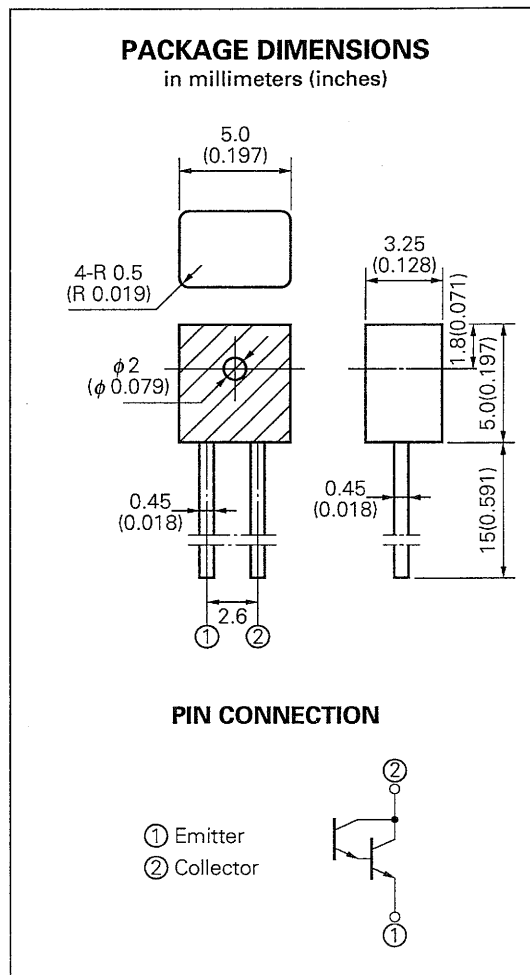 PACKAGE DIMENSIONS
in millimeters (inches)
5.0
(0.197)
4-R 0.5
(R 0.019)
3.25
(0.128)
1.8(0.071)
5.0(0.197)
15(0.591)
ϕ2
(ϕ 0.079)
0.45
(0.018)
0.45
(0.018)
2.6
① ②
PIN CONNECTION
②
① Emitter
② Collector
①